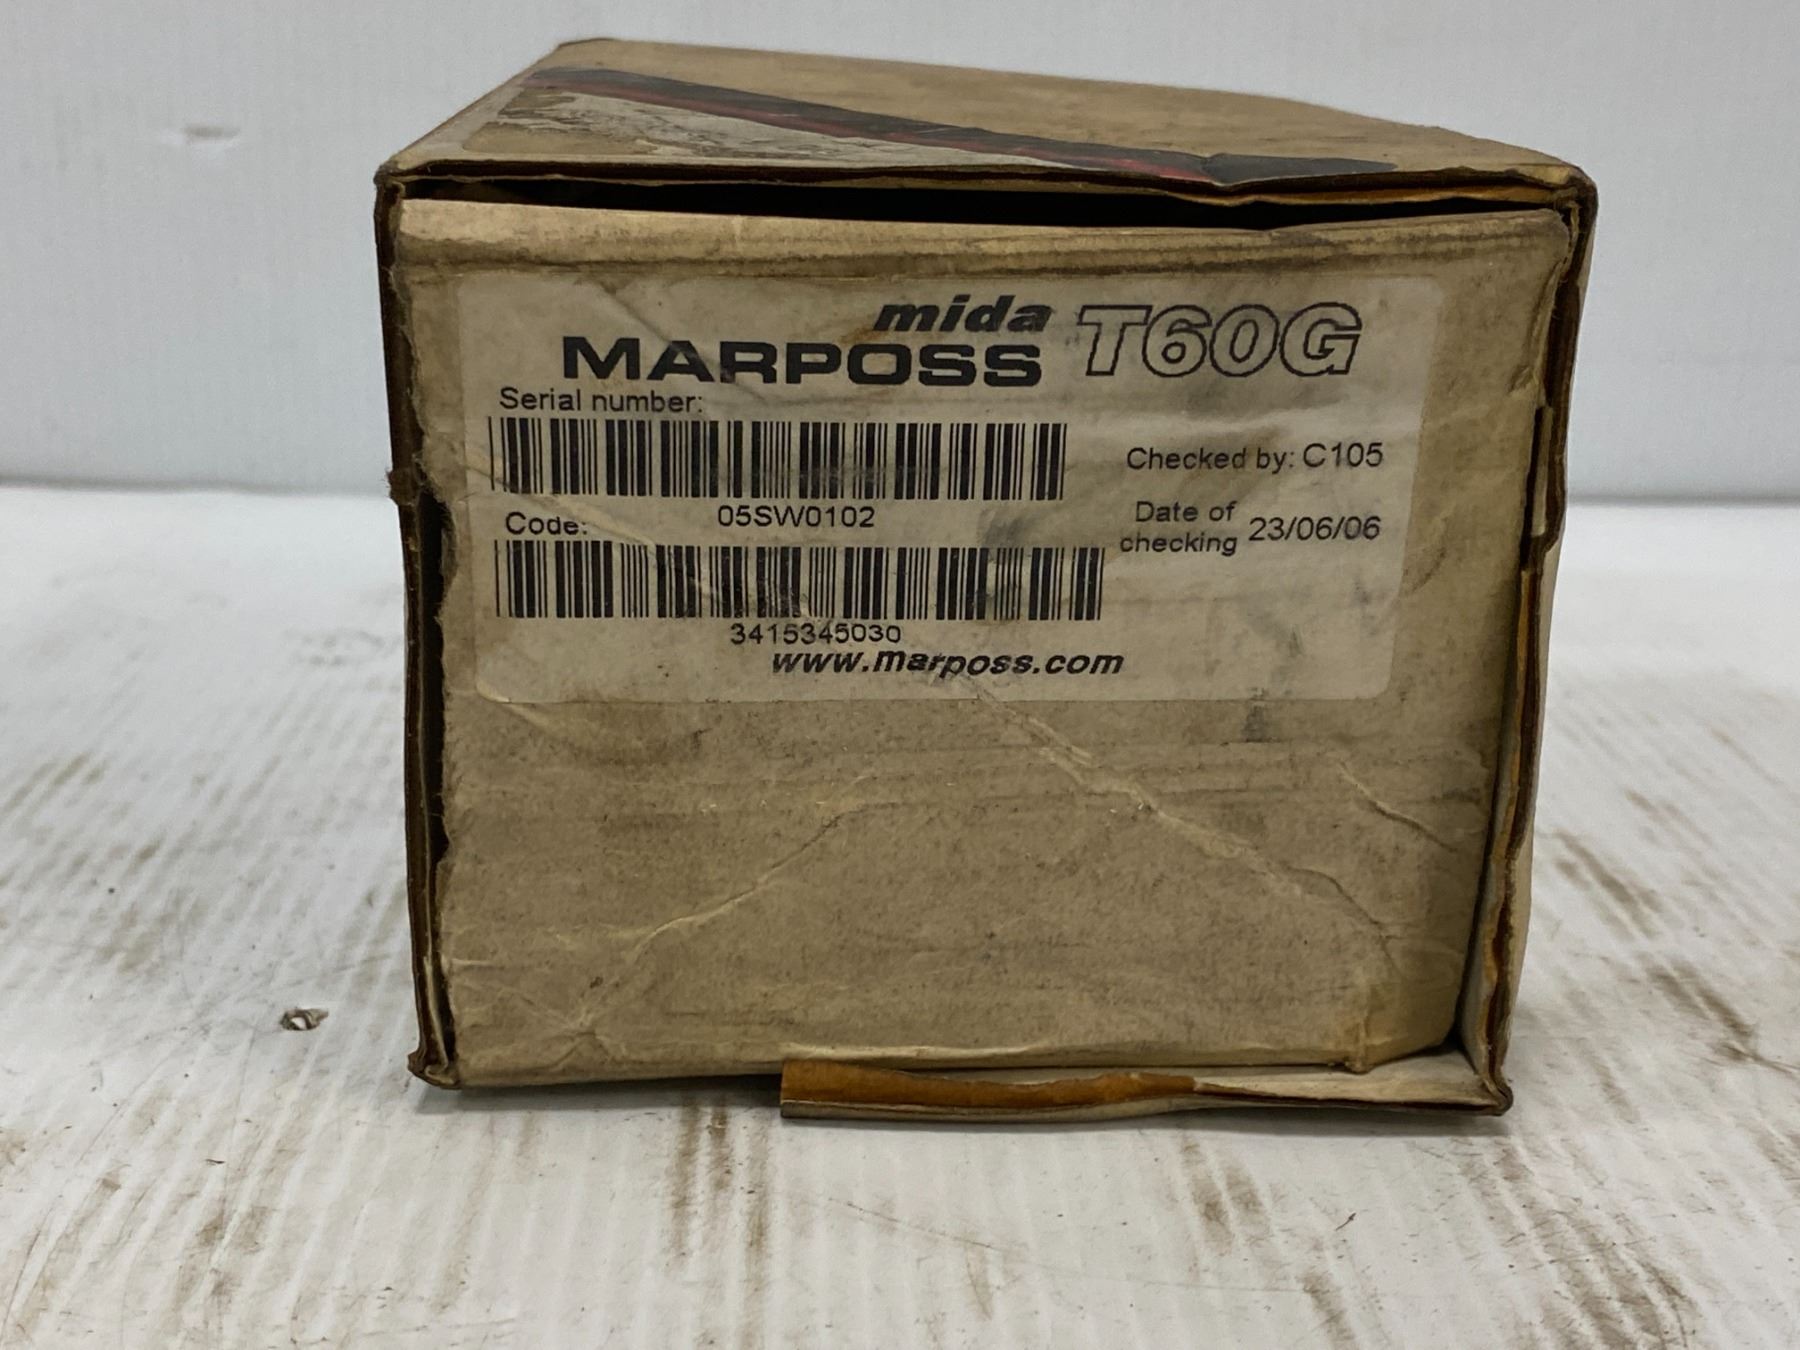 mida
MARPOSS T60G
Serial number:
Checked by: C105
05SW0102
Date of
checking 23/06/06
Code:
3415345030
www.marposs.com